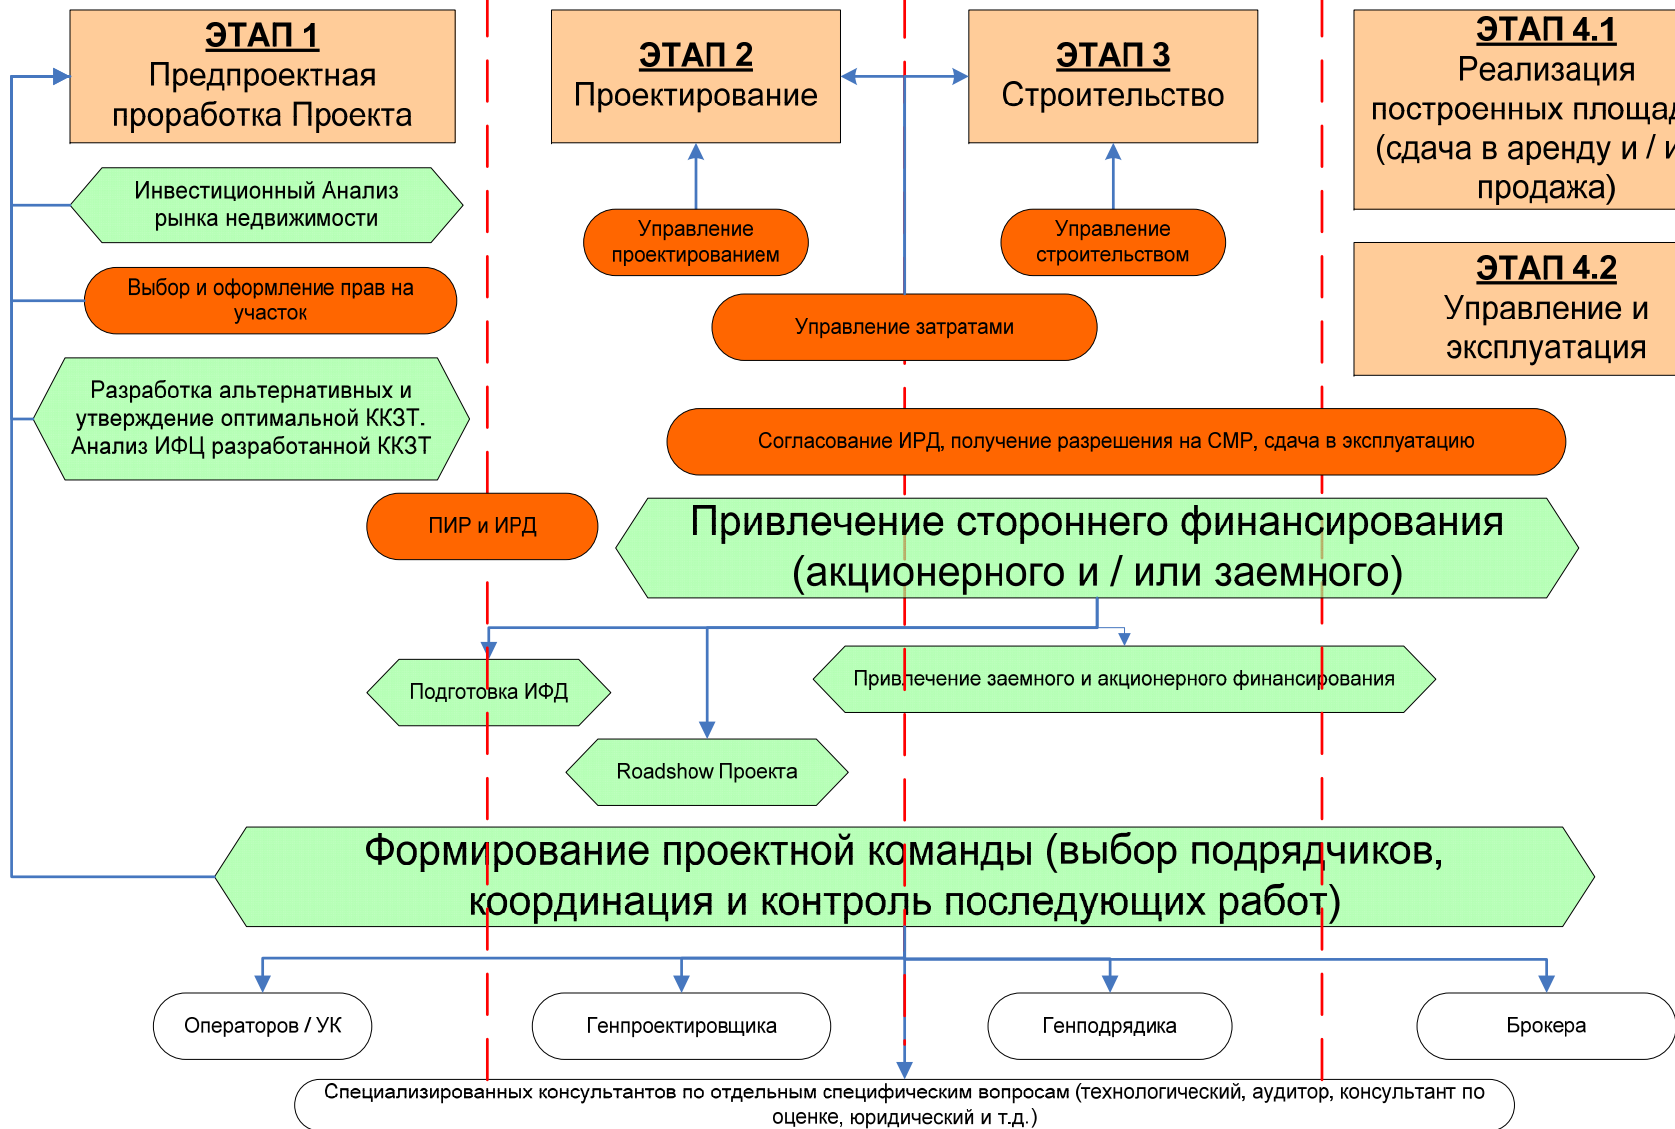 ЭТАП 1
Предпроектная
проработка Проекта
ЭТАП 2
Проектирование
ЭТАП 3
Строительство
ЭТАП 4.1
Реализация
построенных площад
(сдача в аренду и / и
продажа)
Инвестиционный Анализ
рынка недвижимости
Управление
проектированием
Управление
строительством
ЭТАП 4.2
Управление и
эксплуатация
Выбор и оформление прав на
участок
Управление затратами
Разработка альтернативных и
утверждение оптимальной ККЗТ.
Анализ ИФЦ разработанной ККЗТ
Согласование ИРД, получение разрешения на СМР, сдача в эксплуатацию
ПИР и ИРД
Привлечение стороннего финансирования
(акционерного и / или заемного)
Подготовка ИФД
Привлечение заемного и акционерного финансирования
Roadshow Проекта
Формирование проектной команды (выбор подрядчиков,
координация и контроль последующих работ)
Операторов / УК
Генпроектировщика
Генподрядика
Брокера
Специализированных консультантов по отдельным специфическим вопросам (технологический, аудитор, консультант по
оценке, юридический и т.д.)